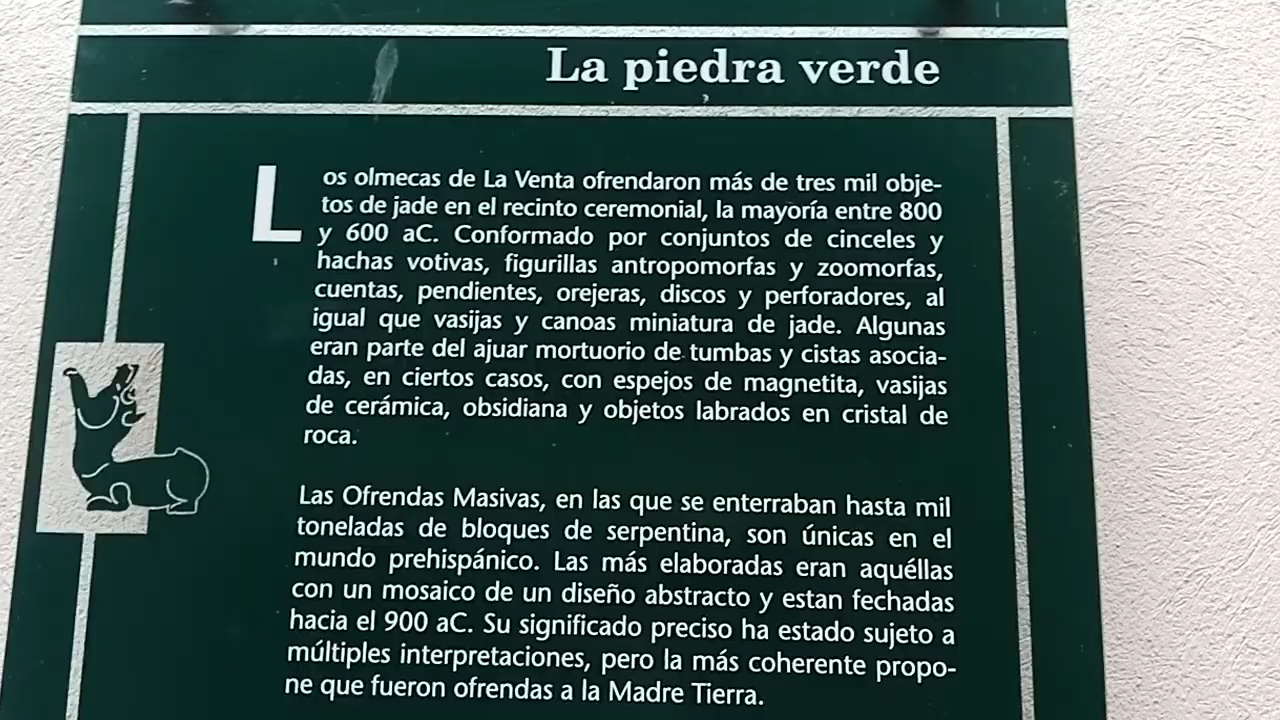 La piedra verde
Los olmecas de La Venta ofrendaron más de tres mil obje-
tos de jade en el recinto ceremonial, la mayoría entre 800
y 600 aC. Conformado por conjuntos de cinceles y
hachas votivas, figurillas antropomorfas y zoomorfas,
cuentas, pendientes, orejeras, discos y perforadores, al
igual que vasijas y canoas miniatura de jade. Algunas
eran parte del ajuar mortuorio de tumbas y cistas asocia-
das, en ciertos casos, con espejos de magnetita, vasijas
de cerámica, obsidiana y objetos labrados en cristal de
roca.
Las Ofrendas Masivas, en las que se enterraban hasta mil
toneladas de bloques de serpentina, son únicas en el
mundo prehispánico. Las más elaboradas eran aquéllas
con un mosaico de un diseño abstracto y estan fechadas
hacia el 900 aC. Su significado preciso ha estado sujeto a
múltiples interpretaciones, pero la más coherente propo-
ne que fueron ofrendas a la Madre Tierra.